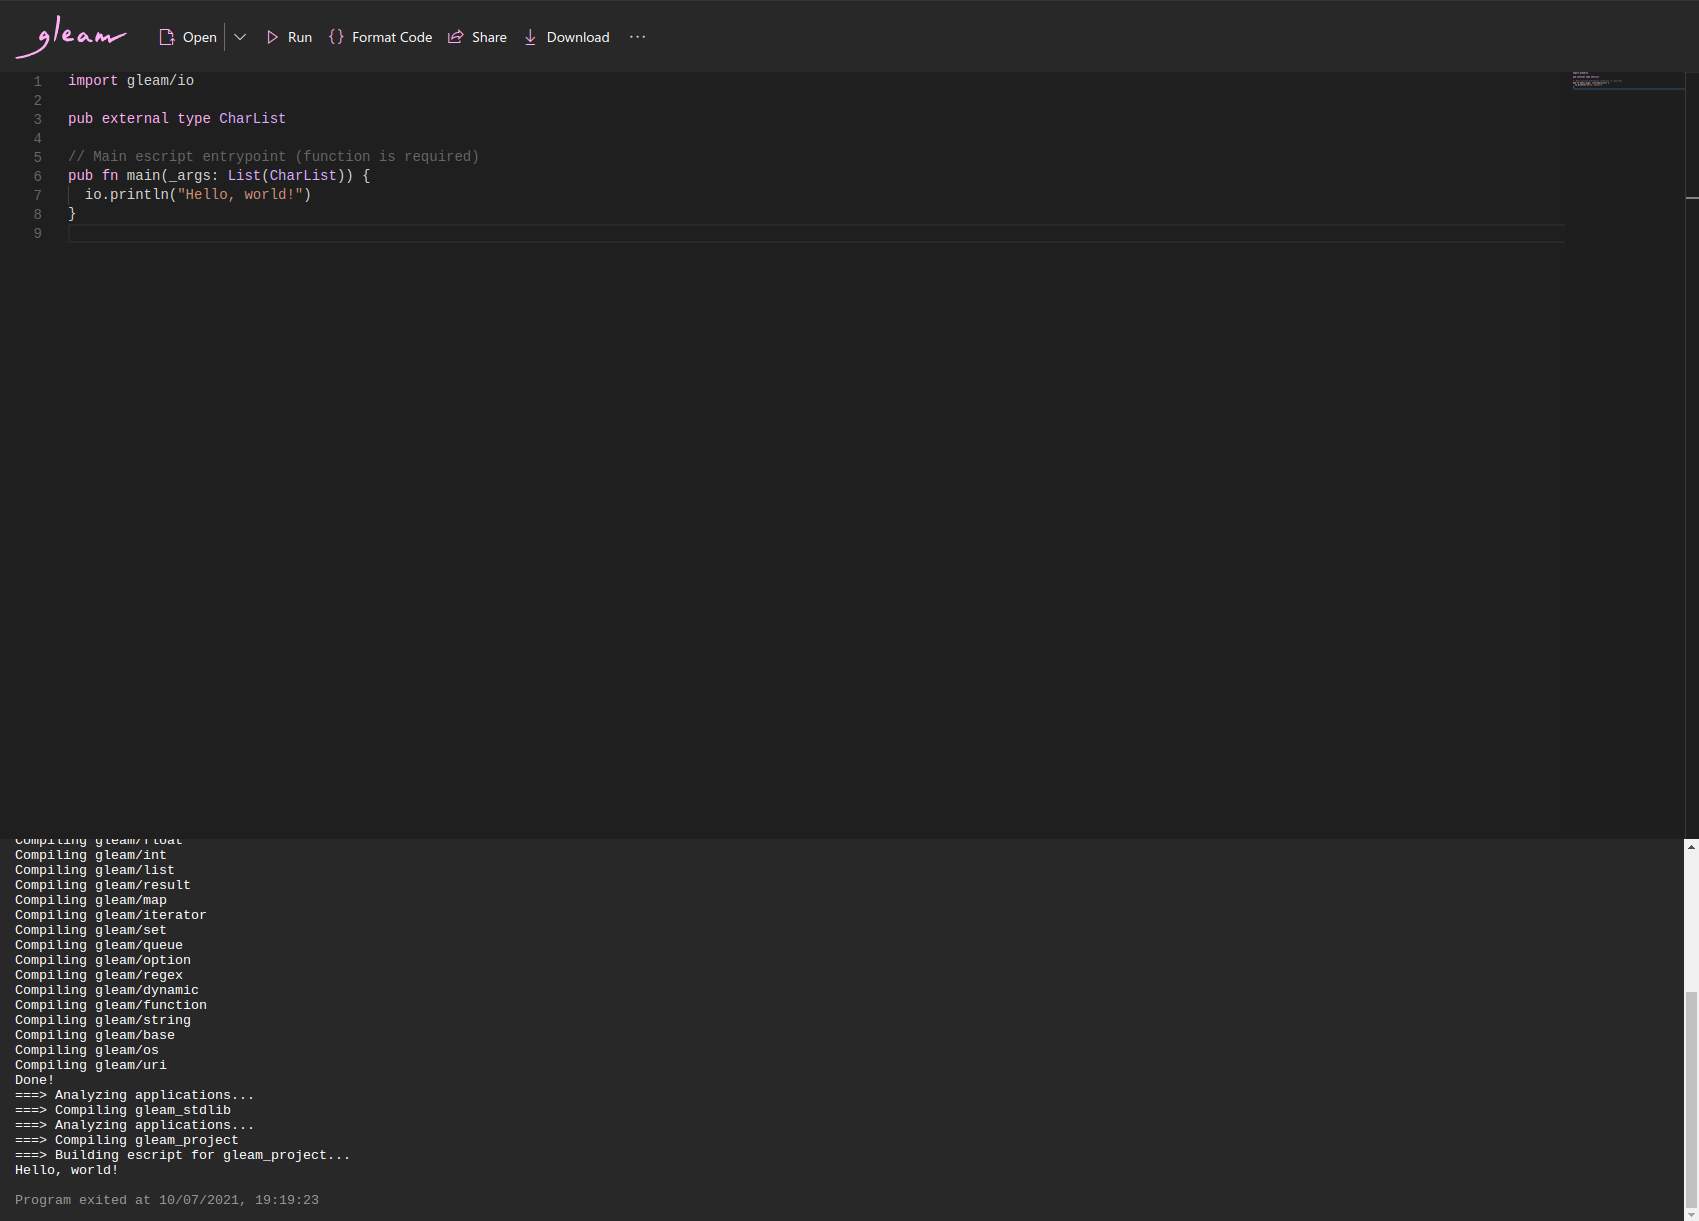 gleam Open Run {} Format Code Share Download ...
1 import gleam/io
2
3 pub external type CharList
4
5 // Main escript entrypoint (function is required)
6 pub fn main(_args: List(CharList)) {
7   io.println("Hello, world!")
8 }
9
Compiling gleam/float
Compiling gleam/int
Compiling gleam/list
Compiling gleam/result
Compiling gleam/map
Compiling gleam/iterator
Compiling gleam/set
Compiling gleam/queue
Compiling gleam/option
Compiling gleam/regex
Compiling gleam/dynamic
Compiling gleam/function
Compiling gleam/string
Compiling gleam/base
Compiling gleam/os
Compiling gleam/uri
Done!
===> Analyzing applications...
===> Compiling gleam_stdlib
===> Analyzing applications...
===> Compiling gleam_project
===> Building escript for gleam_project...
Hello, world!
Program exited at 10/07/2021, 19:19:23